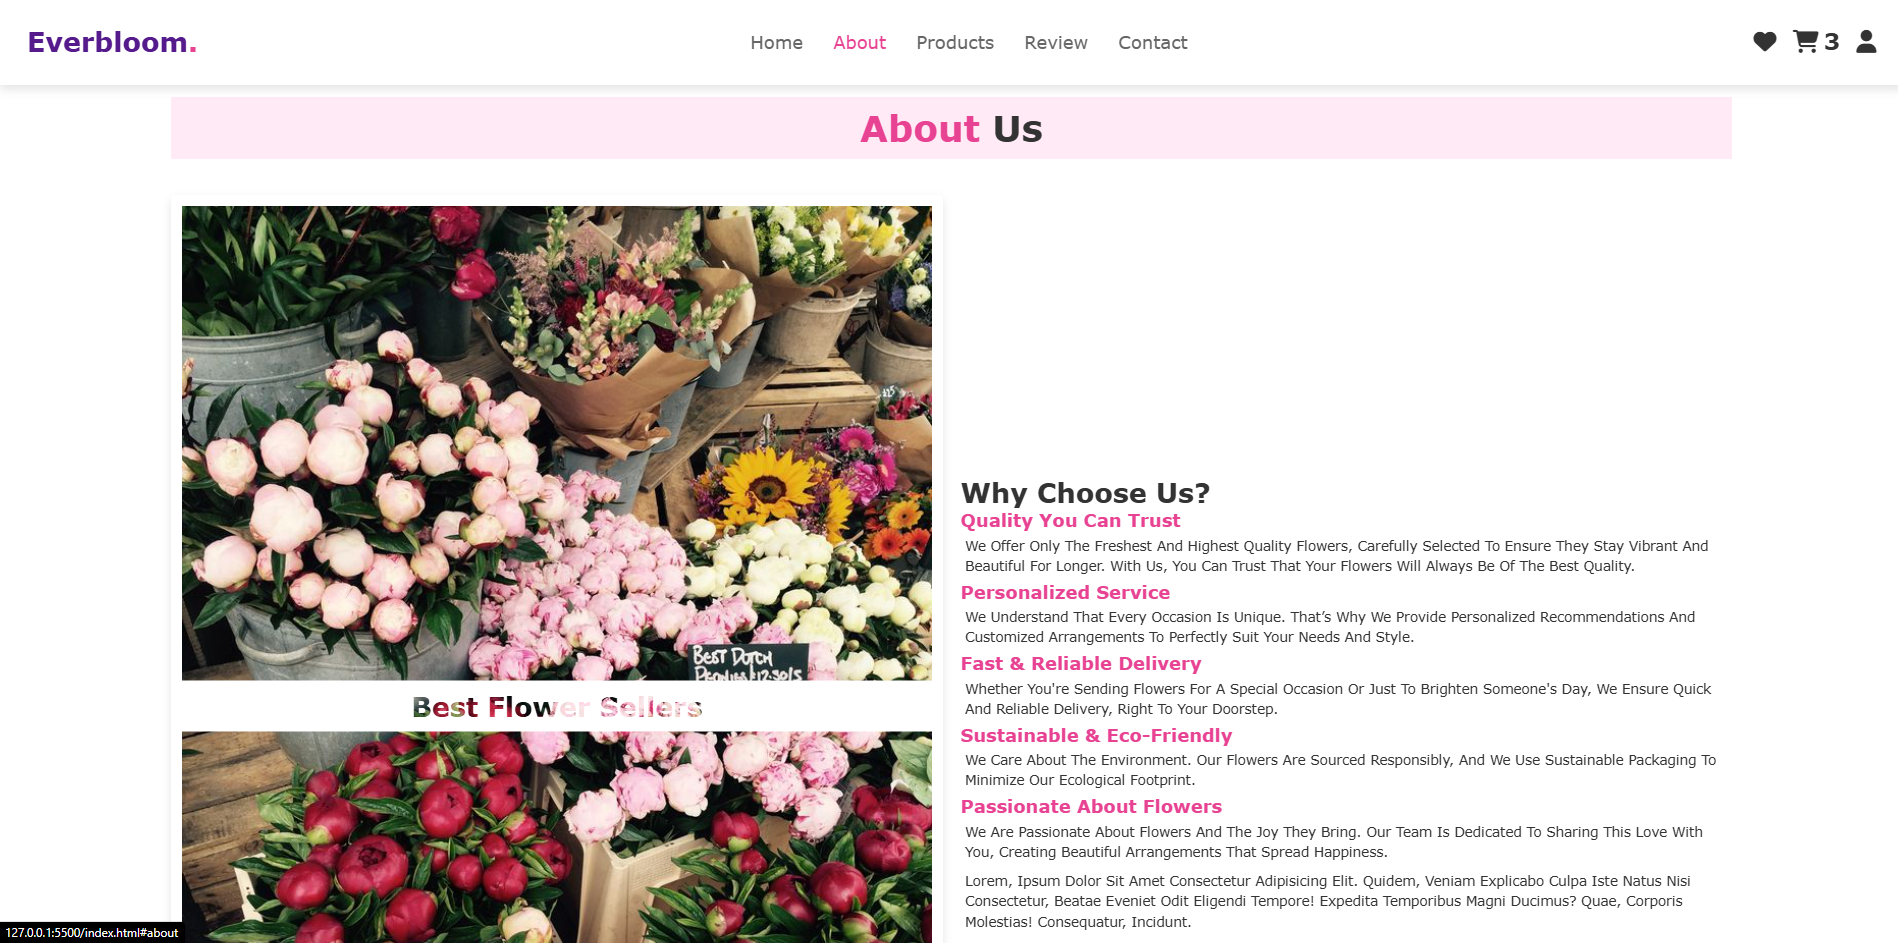 Everbloom.
Home About Products Review Contact
3
About Us
BEST DUTCH
Best Flower Sellers
Why Choose Us?
Quality You Can Trust
We Offer Only The Freshest And Highest Quality Flowers, Carefully Selected To Ensure They Stay Vibrant And
Beautiful For Longer. With Us, You Can Trust That Your Flowers Will Always Be Of The Best Quality.
Personalized Service
We Understand That Every Occasion Is Unique. That’s Why We Provide Personalized Recommendations And
Customized Arrangements To Perfectly Suit Your Needs And Style.
Fast & Reliable Delivery
Whether You're Sending Flowers For A Special Occasion Or Just To Brighten Someone's Day, We Ensure Quick
And Reliable Delivery, Right To Your Doorstep.
Sustainable & Eco-Friendly
We Care About The Environment. Our Flowers Are Sourced Responsibly, And We Use Sustainable Packaging To
Minimize Our Ecological Footprint.
Passionate About Flowers
We Are Passionate About Flowers And The Joy They Bring. Our Team Is Dedicated To Sharing This Love With
You, Creating Beautiful Arrangements That Spread Happiness.
Lorem, Ipsum Dolor Sit Amet Consectetur Adipisicing Elit. Quidem, Veniam Explicabo Culpa Iste Natus Nisi
Consectetur, Beatae Eveniet Odit Eligendi Tempore! Expedita Temporibus Magni Ducimus? Quae, Corporis
Molestias! Consequatur, Incidunt.
127.0.0.1:5500/index.html#about